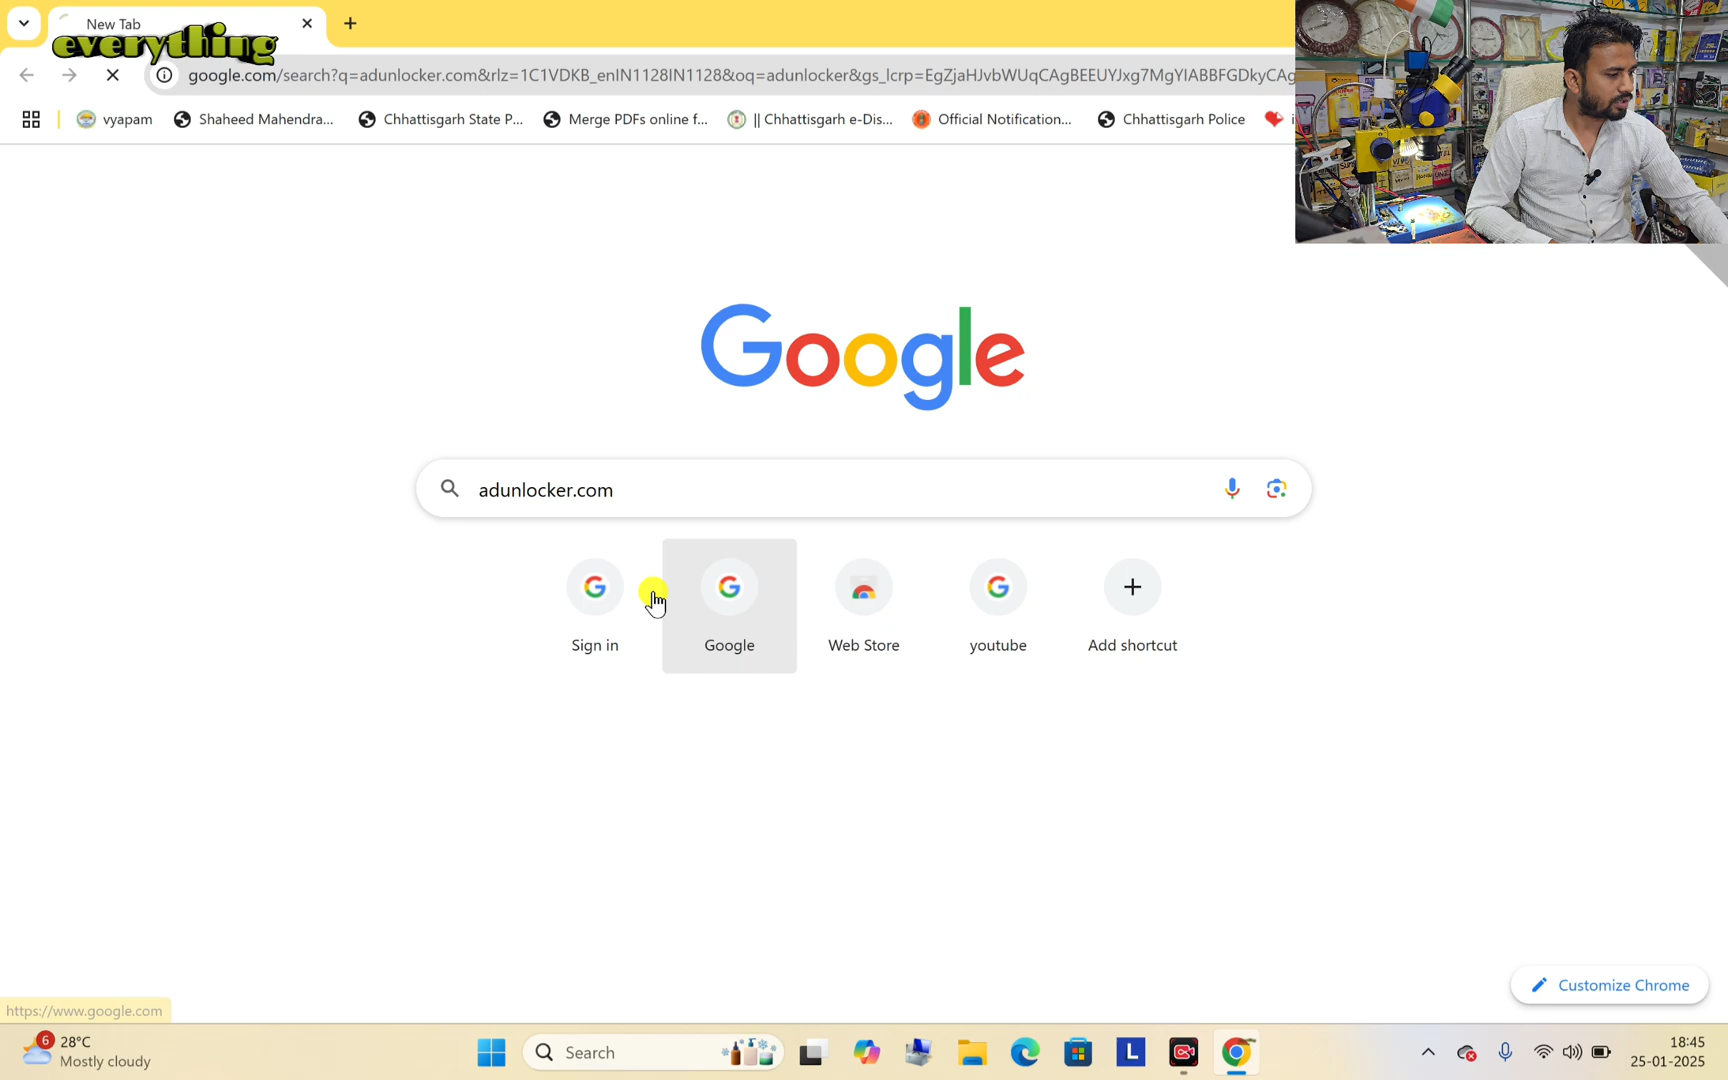 New Tab
everything
google.com/search?q=adunlocker.com&rlz=1C1VDKB_enIN1128IN1128&oq=adunlocker&gs_lcrp=EgZjaHJvbWUqCAgBEEUYJxg7MgYIABBFGDkyCAg
vyapam
Shaheed Mahendra...
Chhattisgarh State P...
Merge PDFs online f...
|| Chhattisgarh e-Dis...
Official Notification...
Chhattisgarh Police
Google
adunlocker.com
Sign in
Google
Web Store
youtube
Add shortcut
Customize Chrome
https://www.google.com
6
28°C
Mostly cloudy
Search
L
18:45
25-01-2025